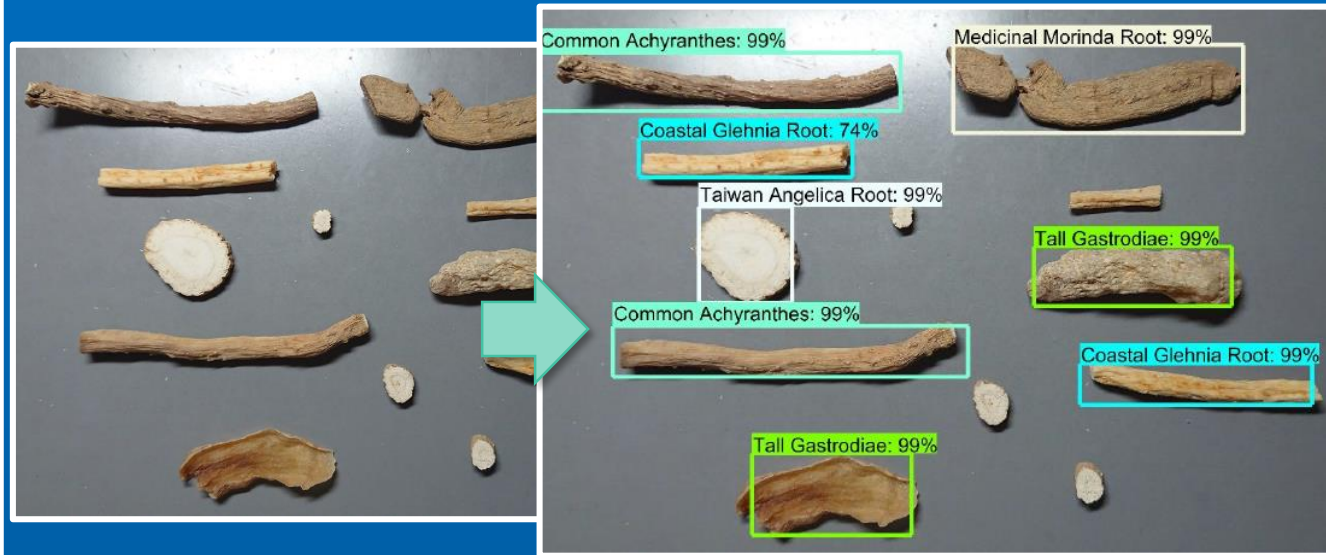 Common Achyranthes: 99%
Medicinal Morinda Root: 99%
Coastal Glehnia Root: 74%
Taiwan Angelica Root: 99%
Tall Gastrodiae: 99%
Common Achyranthes: 99%
Coastal Glehnia Root: 99%
Tall Gastrodiae: 99%